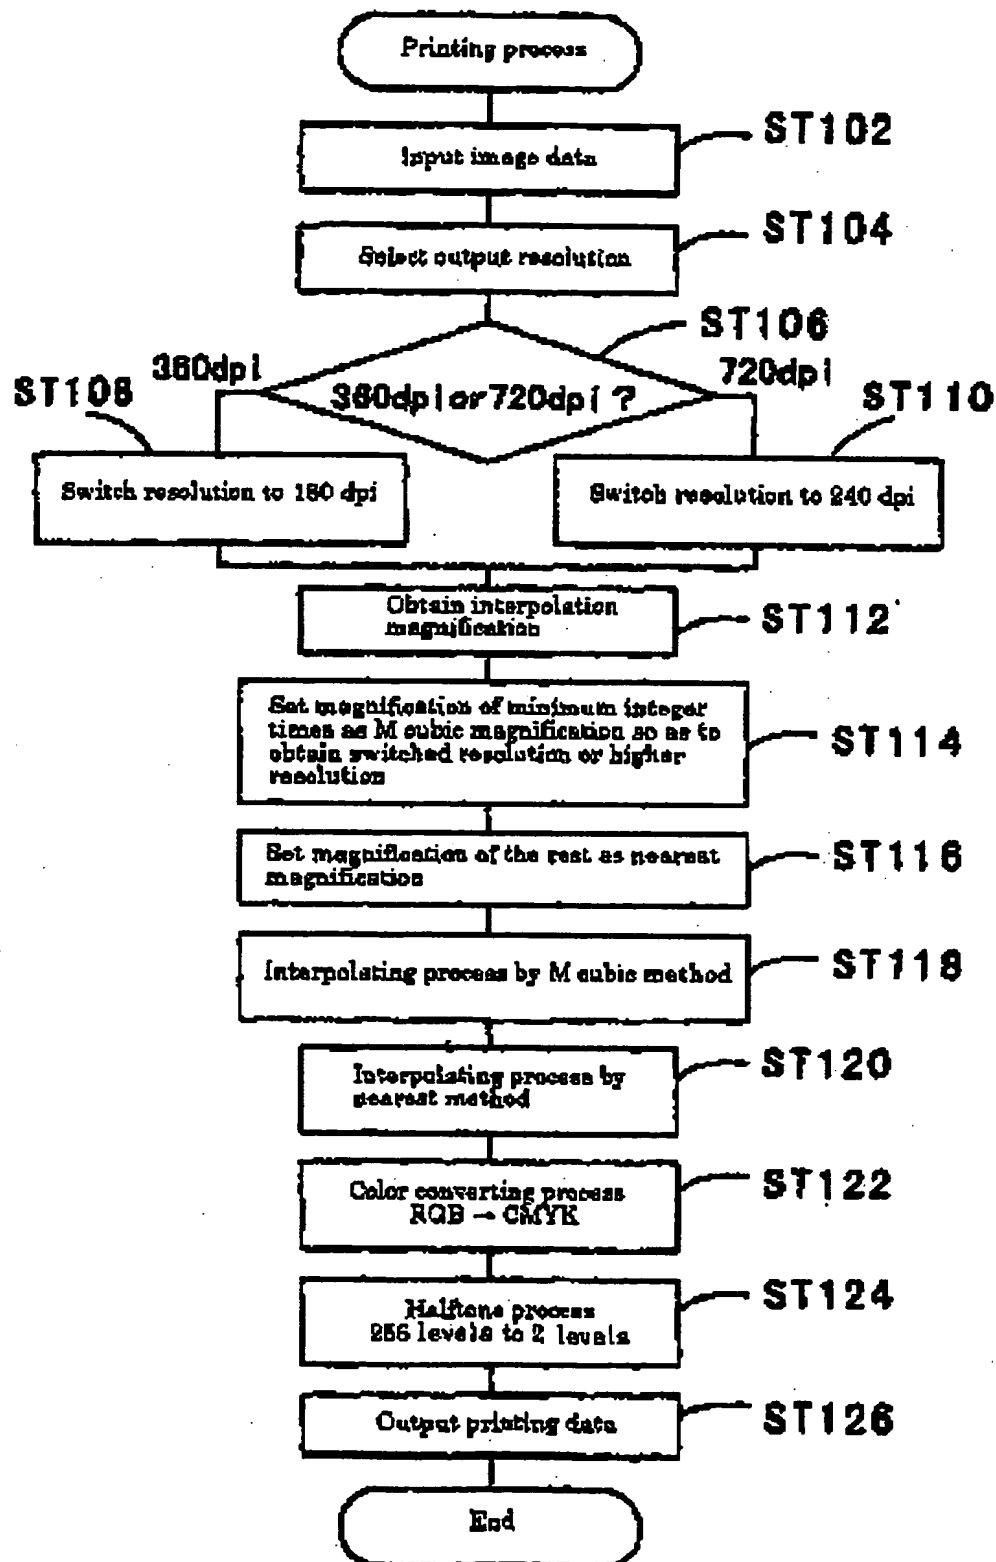 Printing process
ST102
Input image data
ST104
Select output resolution
ST106
360dpi
720dpi
ST108
360dpi or 720dpi ?
ST110
Switch resolution to 180 dpi
Switch resolution to 240 dpi
Obtain interpolation
magnification
ST112
Set magnification of minimum integer
times as M cubic magnification so as to
obtain switched resolution or higher
resolution
ST114
Set magnification of the rest as nearest
magnification
ST116
Interpolating process by M cubic method
ST118
Interpolating process by
nearest method
ST120
Color converting process
RGB → CMYK
ST122
Halftone process
256 levels to 2 levels
ST124
Output printing data
ST126
End